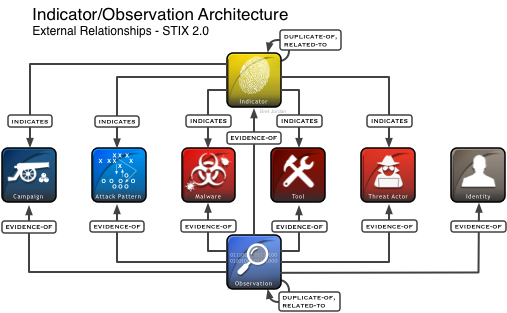 Indicator/Observation Architecture
External Relationships - STIX 2.0
DUPLICATE-OF,
RELATED-TO
Indicator
INDICATES
INDICATES
INDICATES
INDICATES
INDICATES
EVIDENCE-OF
Campaign
Attack Pattern
Malware
Tool
Threat Actor
Identity
EVIDENCE-OF
EVIDENCE-OF
EVIDENCE-OF
EVIDENCE-OF
EVIDENCE-OF
EVIDENCE-OF
Observation
DUPLICATE-OF,
RELATED-TO